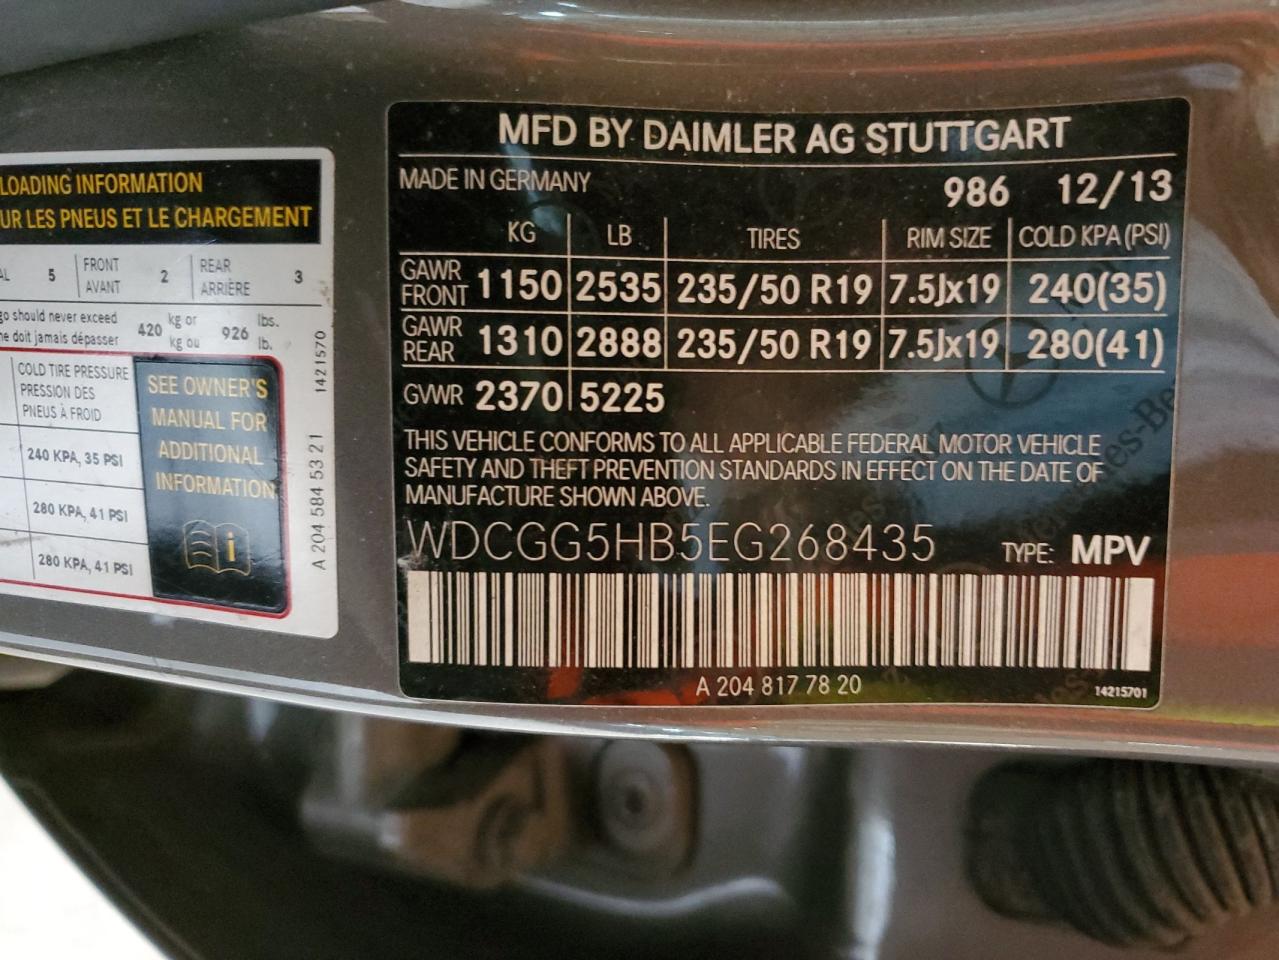 MFD BY DAIMLER AG STUTTGART
MADE IN GERMANY 986 12/13
KG LB TIRES RIM SIZE COLD KPA (PSI)
GAWR FRONT 1150 2535 235/50 R19 7.5Jx19 240(35)
GAWR REAR 1310 2888 235/50 R19 7.5Jx19 280(41)
GVWR 2370 5225
THIS VEHICLE CONFORMS TO ALL APPLICABLE FEDERAL MOTOR VEHICLE
SAFETY AND THEFT PREVENTION STANDARDS IN EFFECT ON THE DATE OF
MANUFACTURE SHOWN ABOVE.
WDCGG5HB5EG268435 TYPE: MPV
A 204 817 78 20 14215701
LOADING INFORMATION
UR LES PNEUS ET LE CHARGEMENT
AL 5 FRONT 2 REAR 3
AVANT ARRIÈRE
go should never exceed 420 kg or 926 lbs.
ne doit jamais dépasser kg ou lb.
COLD TIRE PRESSURE
PRESSION DES
PNEUS À FROID
240 KPA, 35 PSI
280 KPA, 41 PSI
280 KPA, 41 PSI
SEE OWNER'S
MANUAL FOR
ADDITIONAL
INFORMATION
i
A 204 584 53 21 1421570